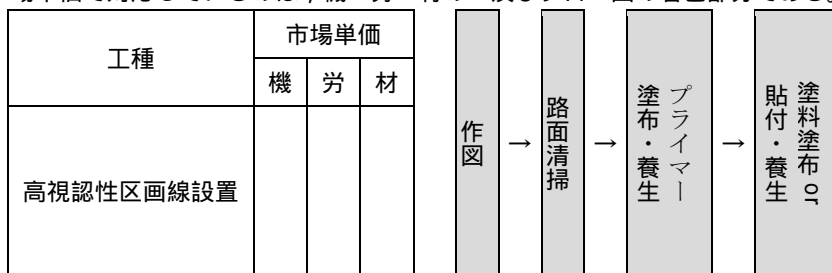 工種
市場単価
機 労 材
高視認性区画線設置
作図
→
路面清掃
→
プライマー
塗布・養生
→
塗料塗布 or
貼付・養生